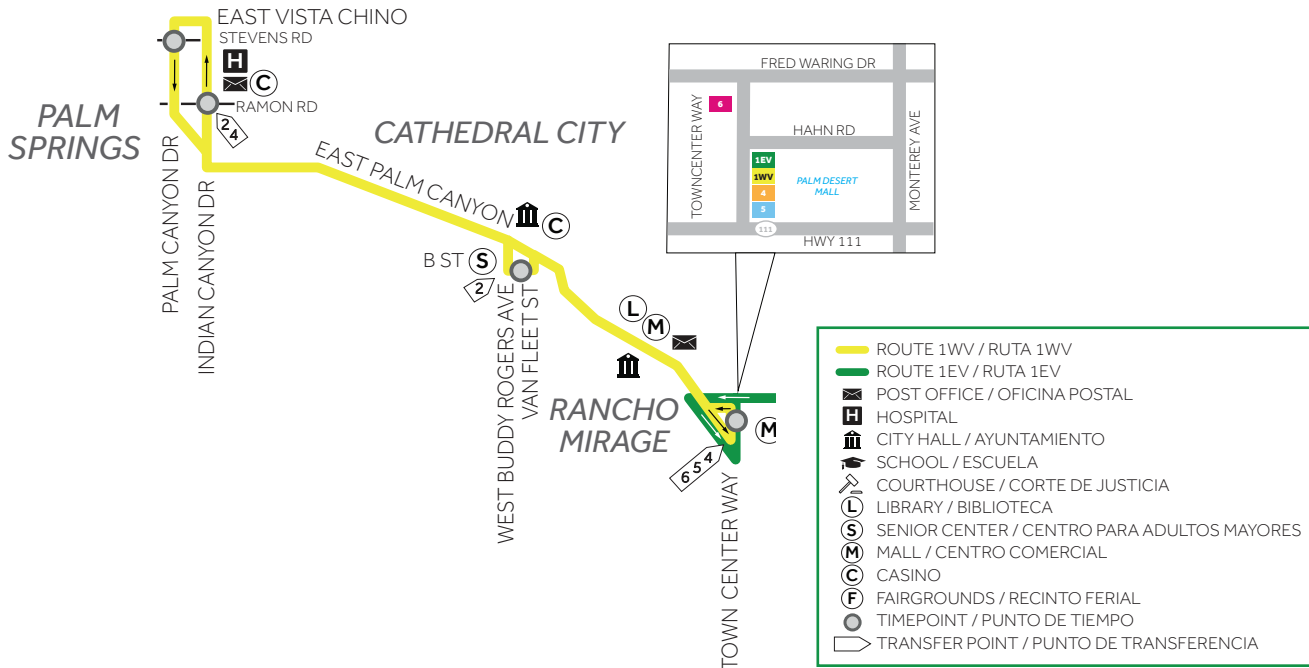 EAST VISTA CHINO
STEVENS RD
H
C
RAMON RD
2 4
PALM
SPRINGS
CATHEDRAL CITY
PALM CANYON DR
INDIAN CANYON DR
EAST PALM CANYON
C
B ST
S
2
WEST BUDDY ROGERS AVE
VAN FLEET ST
L
M
RANCHO
MIRAGE
M
6 5 4
TOWN CENTER WAY
FRED WARING DR
TOWNCENTER WAY
6
HAHN RD
MONTEREY AVE
1EV
1WV
4
5
PALM DESERT
MALL
111
HWY 111
ROUTE 1WV / RUTA 1WV
ROUTE 1EV / RUTA 1EV
POST OFFICE / OFICINA POSTAL
H HOSPITAL
CITY HALL / AYUNTAMIENTO
SCHOOL / ESCUELA
COURTHOUSE / CORTE DE JUSTICIA
L LIBRARY / BIBLIOTECA
S SENIOR CENTER / CENTRO PARA ADULTOS MAYORES
M MALL / CENTRO COMERCIAL
C CASINO
F FAIRGROUNDS / RECINTO FERIAL
TIMEPOINT / PUNTO DE TIEMPO
TRANSFER POINT / PUNTO DE TRANSFERENCIA